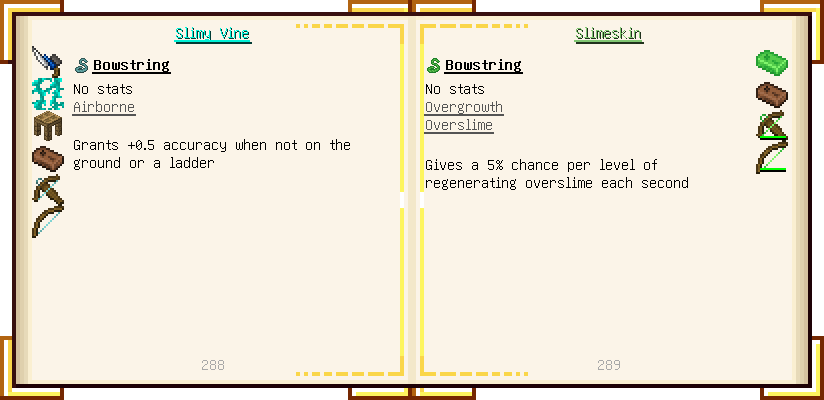 Slimy Vine
Bowstring
No stats
Airborne
Grants +0.5 accuracy when not on the
ground or a ladder
288
Slimeskin
Bowstring
No stats
Overgrowth
Overslime
Gives a 5% chance per level of
regenerating overslime each second
289